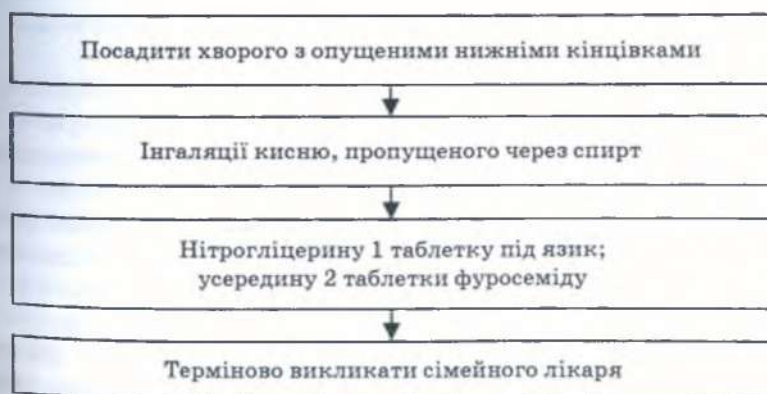 Посадити хворого з опущеними нижніми кінцівками
Інгаляції кисню, пропущеного через спирт
Нітрогліцерину 1 таблетку під язик;
усередину 2 таблетки фуросеміду
Терміново викликати сімейного лікаря